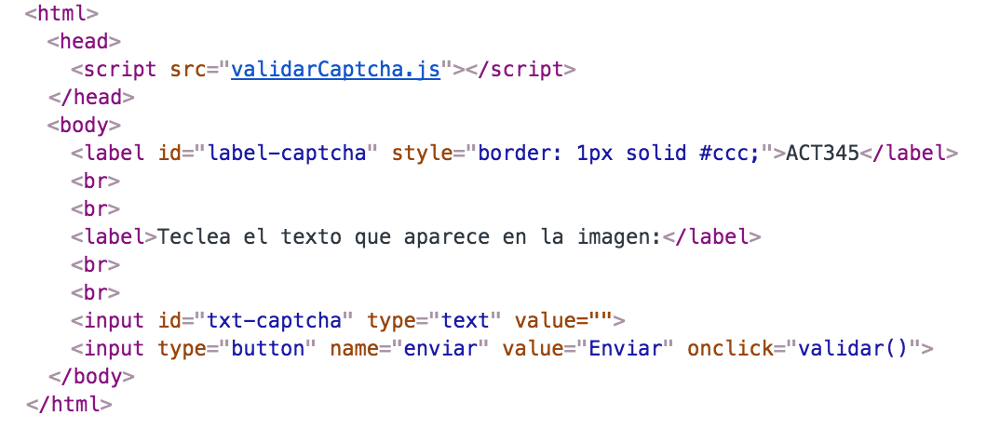 <html>
<head>
<script src="validarCaptcha.js"></script>
</head>
<body>
<label id="label-captcha" style="border: 1px solid #ccc;">ACT345</label>
<br>
<br>
<label>Teclea el texto que aparece en la imagen:</label>
<br>
<br>
<input id="txt-captcha" type="text" value="">
<input type="button" name="enviar" value="Enviar" onclick="validar()">
</body>
</html>